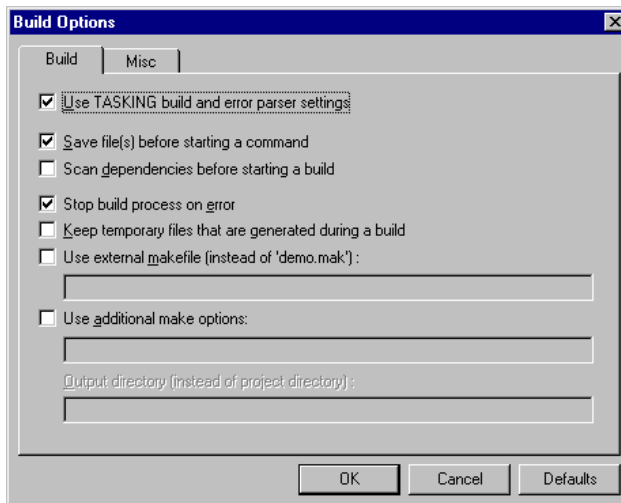 Build Options
Build Misc
Use TASKING build and error parser settings
Save file(s) before starting a command
Scan dependencies before starting a build
Stop build process on error
Keep temporary files that are generated during a build
Use external makefile (instead of 'demo.mak') :
Use additional make options:
Output directory (instead of project directory) :
OK Cancel Defaults